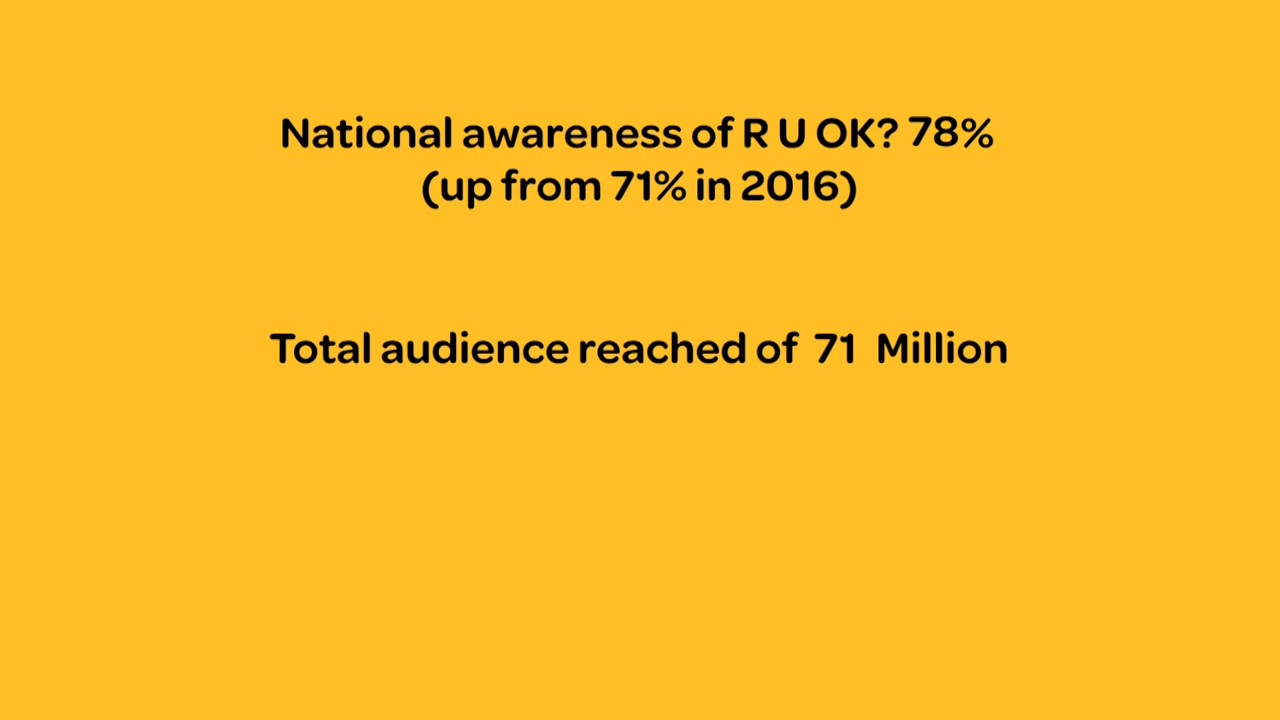 National awareness of R U OK? 78%
(up from 71% in 2016)
Total audience reached of 71 Million